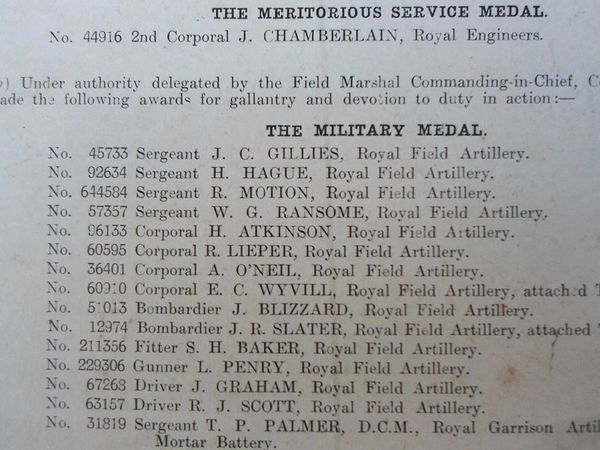 THE MERITORIOUS SERVICE MEDAL.
No. 44916 2nd Corporal J. CHAMBERLAIN, Royal Engineers.
) Under authority delegated by the Field Marshal Commanding-in-Chief, C
ade the following awards for gallantry and devotion to duty in action:—
THE MILITARY MEDAL.
No. 45733 Sergeant J. C. GILLIES, Royal Field Artillery.
No. 92634 Sergeant H. HAGUE, Royal Field Artillery.
No. 644584 Sergeant R. MOTION, Royal Field Artillery.
No. 57357 Sergeant W. G. RANSOME, Royal Field Artillery.
No. 96133 Corporal H. ATKINSON, Royal Field Artillery.
No. 60595 Corporal R. LIEPER, Royal Field Artillery.
No. 36401 Corporal A. O'NEIL, Royal Field Artillery.
No. 60910 Corporal E. C. WYVILL, Royal Field Artillery, attached T
No. 51013 Bombardier J. BLIZZARD, Royal Field Artillery.
No. 12974 Bombardier J. R. SLATER, Royal Field Artillery, attached T
No. 211356 Fitter S. H. BAKER, Royal Field Artillery.
No. 229306 Gunner L. PENRY, Royal Field Artillery.
No. 67263 Driver J. GRAHAM, Royal Field Artillery.
No. 63157 Driver R. J. SCOTT, Royal Field Artillery.
No. 31819 Sergeant T. P. PALMER, D.C.M., Royal Garrison Artil
Mortar Battery.